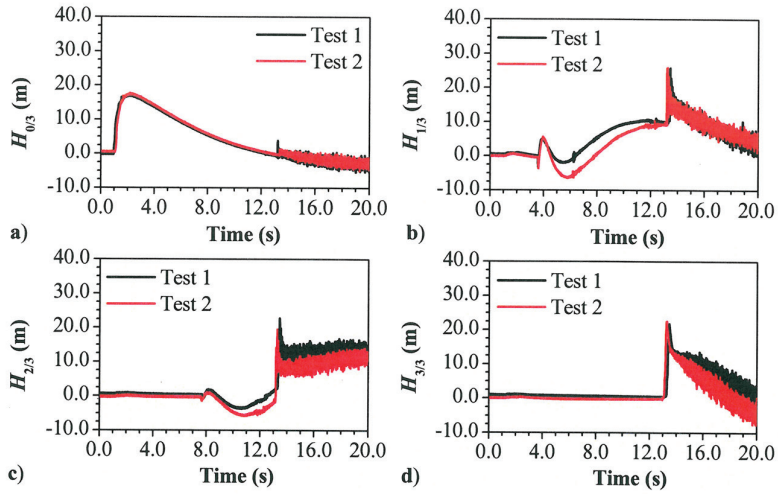 40.0
30.0
20.0
10.0
0.0
-10.0
H0/3 (m)
Test 1
Test 2
0.0 4.0 8.0 12.0 16.0 20.0
a) Time (s)
40.0
30.0
20.0
10.0
0.0
-10.0
H1/3 (m)
Test 1
Test 2
0.0 4.0 8.0 12.0 16.0 20.0
b) Time (s)
40.0
30.0
20.0
10.0
0.0
-10.0
H2/3 (m)
Test 1
Test 2
0.0 4.0 8.0 12.0 16.0 20.0
c) Time (s)
40.0
30.0
20.0
10.0
0.0
-10.0
H3/3 (m)
Test 1
Test 2
0.0 4.0 8.0 12.0 16.0 20.0
d) Time (s)